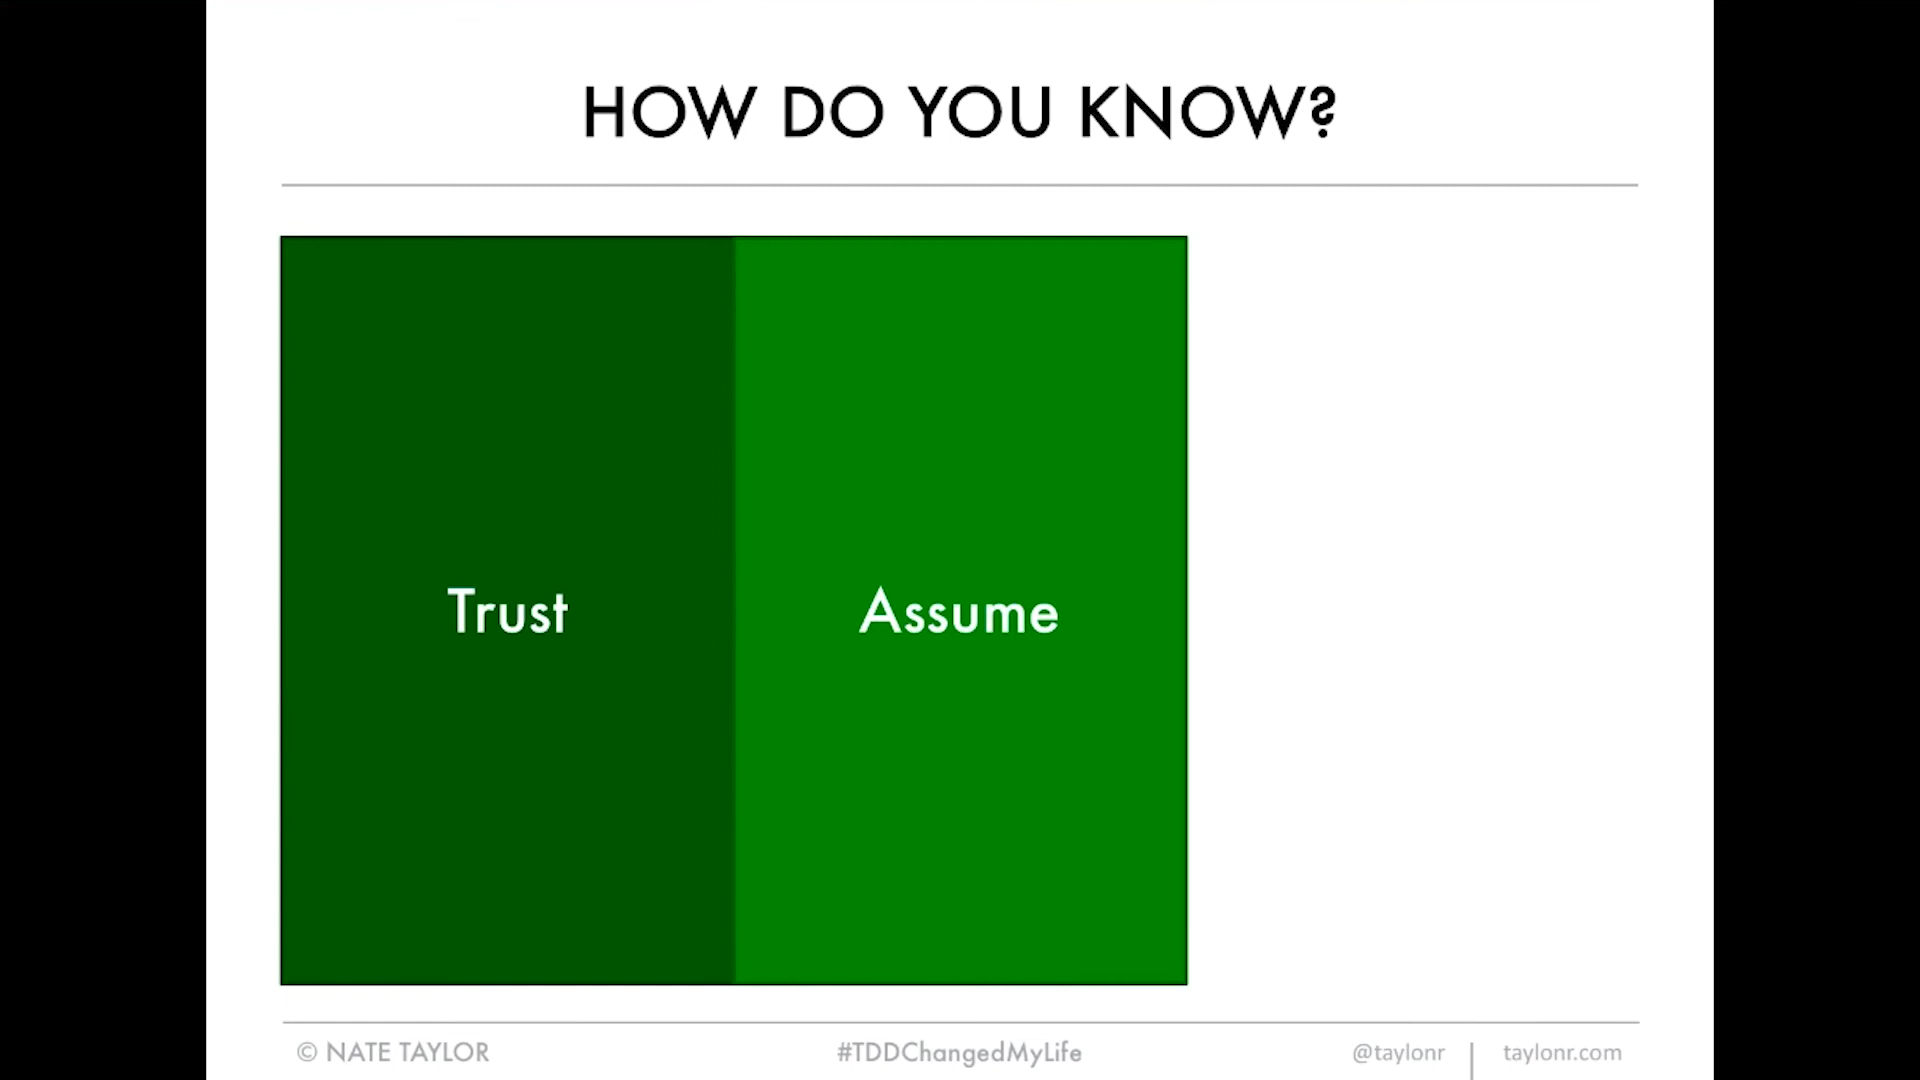 HOW DO YOU KNOW?
Trust
Assume
© NATE TAYLOR
#TDDChangedMyLife
@taylonr
taylonr.com